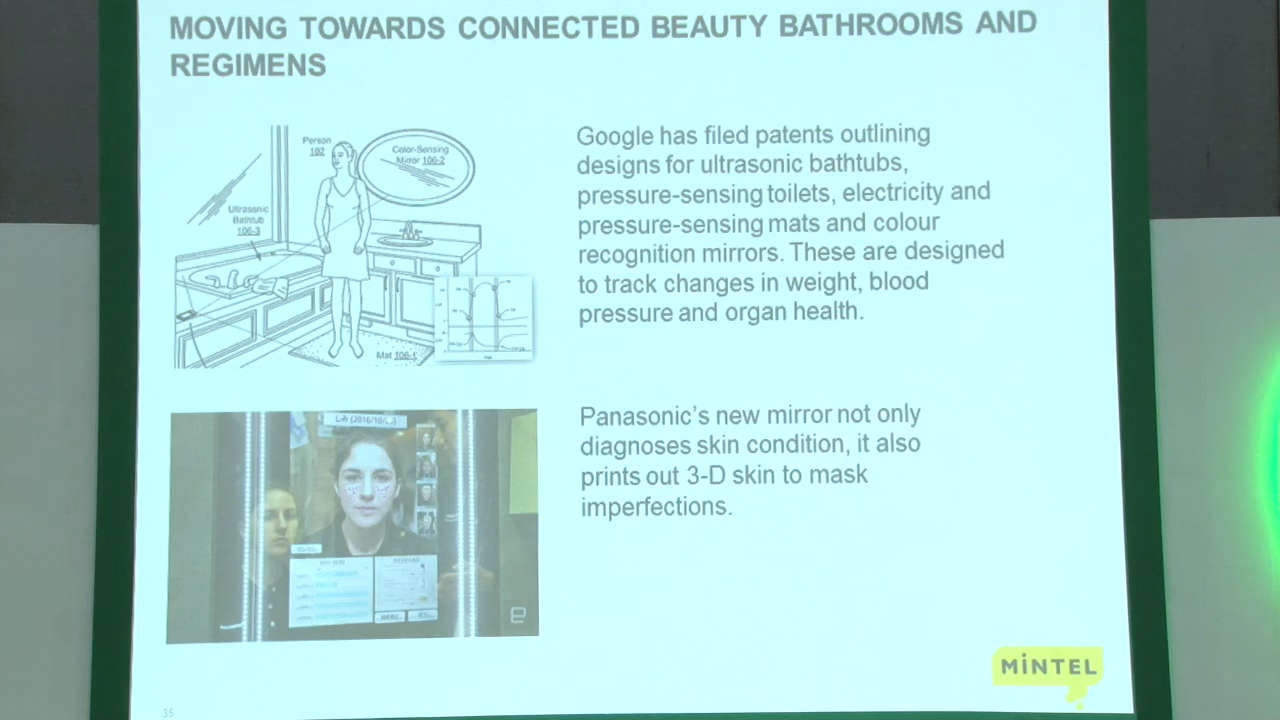 MOVING TOWARDS CONNECTED BEAUTY BATHROOMS AND
REGIMENS
Person
102
Color-Sensing
Mirror 106-2
Ultrasonic
Bathtub
106-3
Mat 106-1
Google has filed patents outlining
designs for ultrasonic bathtubs,
pressure-sensing toilets, electricity and
pressure-sensing mats and colour
recognition mirrors. These are designed
to track changes in weight, blood
pressure and organ health.
Panasonic's new mirror not only
diagnoses skin condition, it also
prints out 3-D skin to mask
imperfections.
e
MINTEL
35